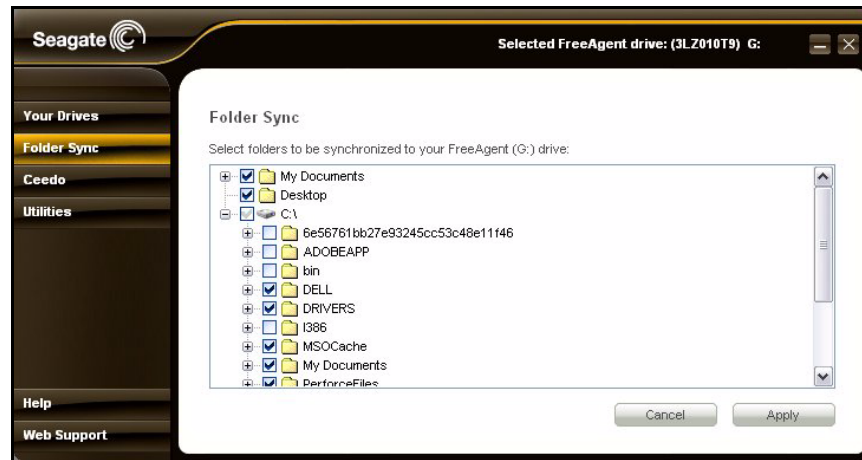 Seagate
Selected FreeAgent drive: (3LZ010T9) G:
Your Drives
Folder Sync
Ceedo
Utilities
Help
Web Support
Folder Sync
Select folders to be synchronized to your FreeAgent (G:) drive:
My Documents
Desktop
C:\
6e56761bb27e93245cc53c48e11f46
ADOBEAPP
bin
DELL
DRIVERS
I386
MSOCache
My Documents
PerforceFiles
Cancel
Apply